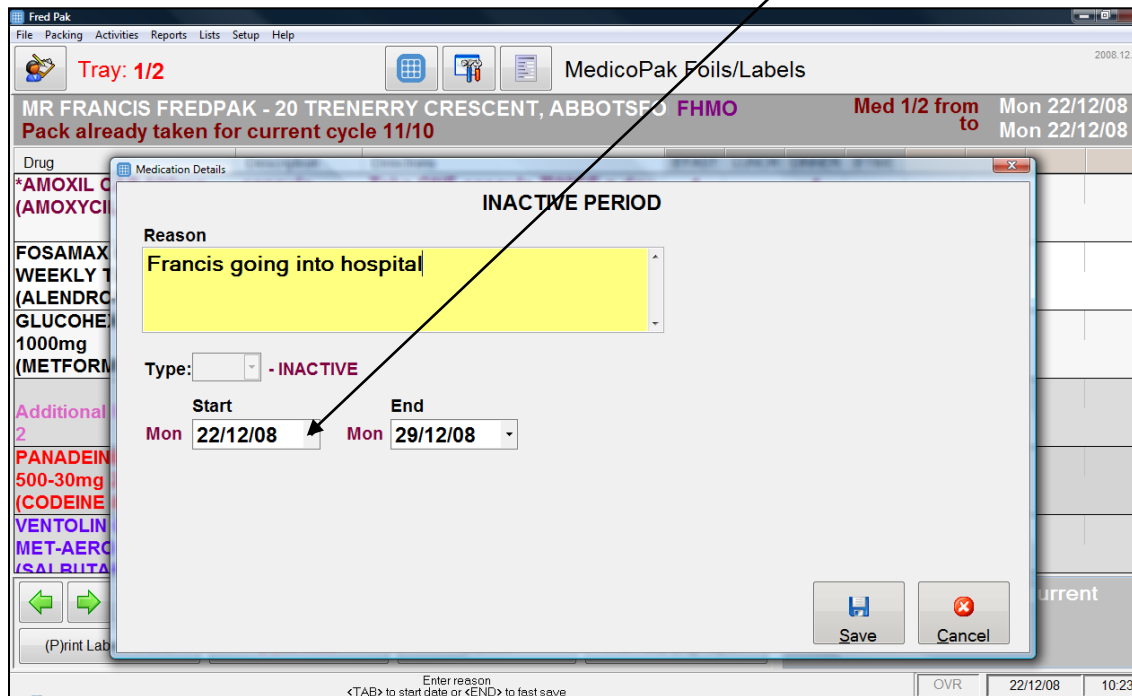 Fred Pak
File Packing Activities Reports Lists Setup Help
Tray: 1/2
MedicoPak Foils/Labels
2008.12.
MR FRANCIS FREDPAK - 20 TRENERRY CRESCENT, ABBOTSFO FHMO
Med 1/2 from Mon 22/12/08
Pack already taken for current cycle 11/10
to Mon 22/12/08
Drug
*AMOXIL
(AMOXYCI
FOSAMAX
WEEKLY T
(ALENDRO
GLUCOHEX
1000mg
(METFORM
Additional
2
PANADEIN
500-30mg
(CODEINE
VENTOLIN
MET-AERO
(SALBUTA
Medication Details
INACTIVE PERIOD
Reason
Francis going into hospital
Type: - INACTIVE
Start End
Mon 22/12/08 Mon 29/12/08
Save Cancel
urrent
(P)rint Lab
Enter reason
<TAB> to start date or <END> to fast save
OVR 22/12/08 10:23